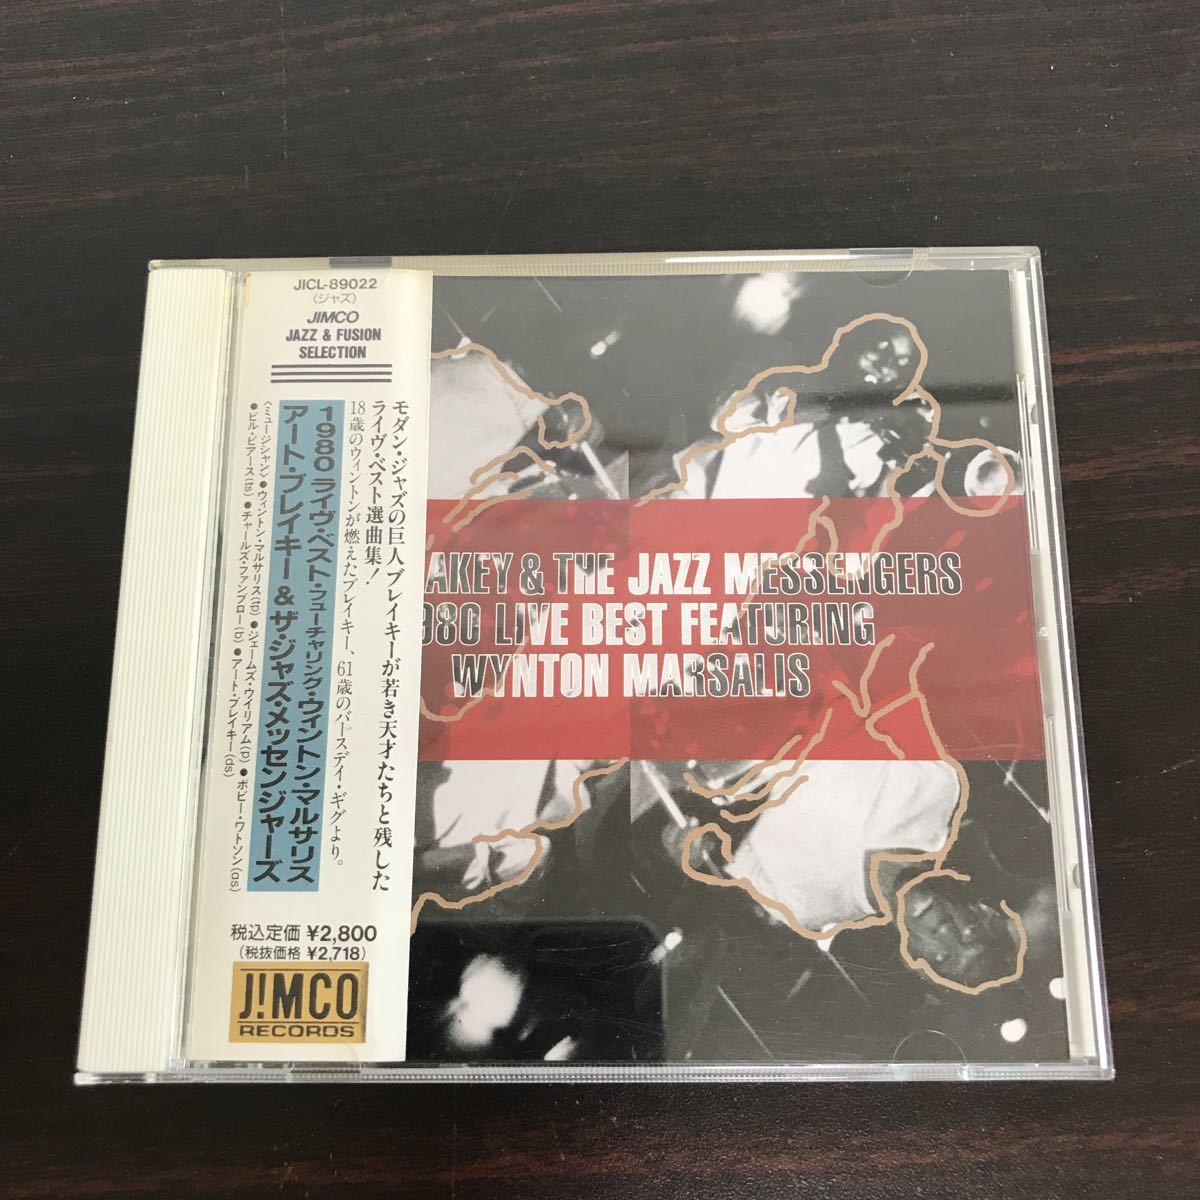 JICL-89022
〈ジャズ〉
JIMCO
JAZZ & FUSION
SELECTION
モダン・ジャズの巨人ブレイキーが若き天才たちと残した
ライヴ・ベスト選曲集！
18歳のウィントンが燃えたブレイキー、61歳のバースデイ・ギグより。
1980 ライヴ・ベスト・フューチャリング・ウィントン・マルサリス
アート・ブレイキー & ザ・ジャズ・メッセンジャーズ
〈ミュージシャン〉●ウィントン・マルサリス(tp)●ジェームズ・ウイリアム(p)●ボビー・ワトソン(as)
●ビル・ピアース(ts)●チャールズ・ファンブロー(b)●アート・ブレイキー(ds)
税込定価 ¥2,800
(税抜価格 ¥2,718)
J!MCO
RECORDS
AKEY & THE JAZZ MESSENGERS
980 LIVE BEST FEATURING
WYNTON MARSALIS